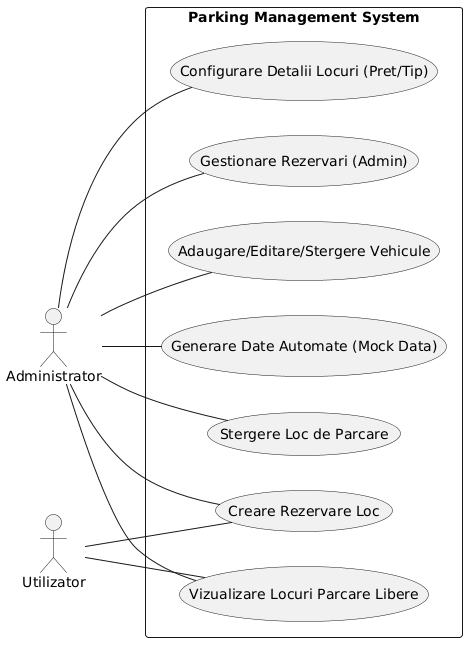 Parking Management System
Configurare Detalii Locuri (Pret/Tip)
Gestionare Rezervari (Admin)
Adaugare/Editare/Stergere Vehicule
Generare Date Automate (Mock Data)
Administrator
Stergere Loc de Parcare
Creare Rezervare Loc
Utilizator
Vizualizare Locuri Parcare Libere